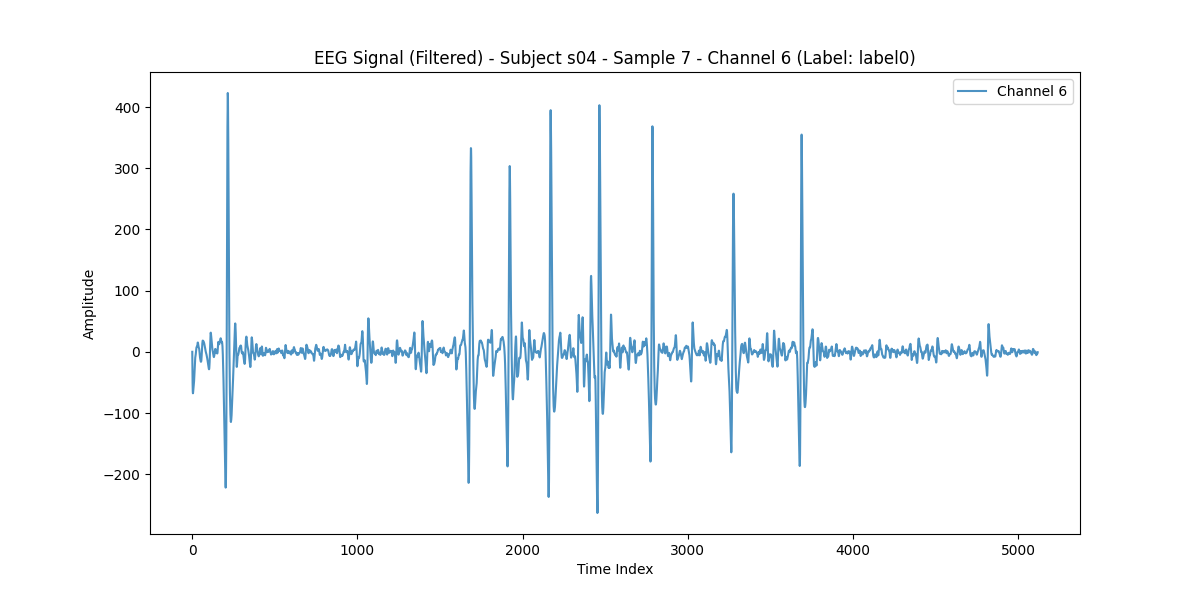 EEG Signal (Filtered) - Subject s04 - Sample 7 - Channel 6 (Label: label0)
Channel 6
400
300
200
100
0
−100
−200
Amplitude
0 1000 2000 3000 4000 5000
Time Index